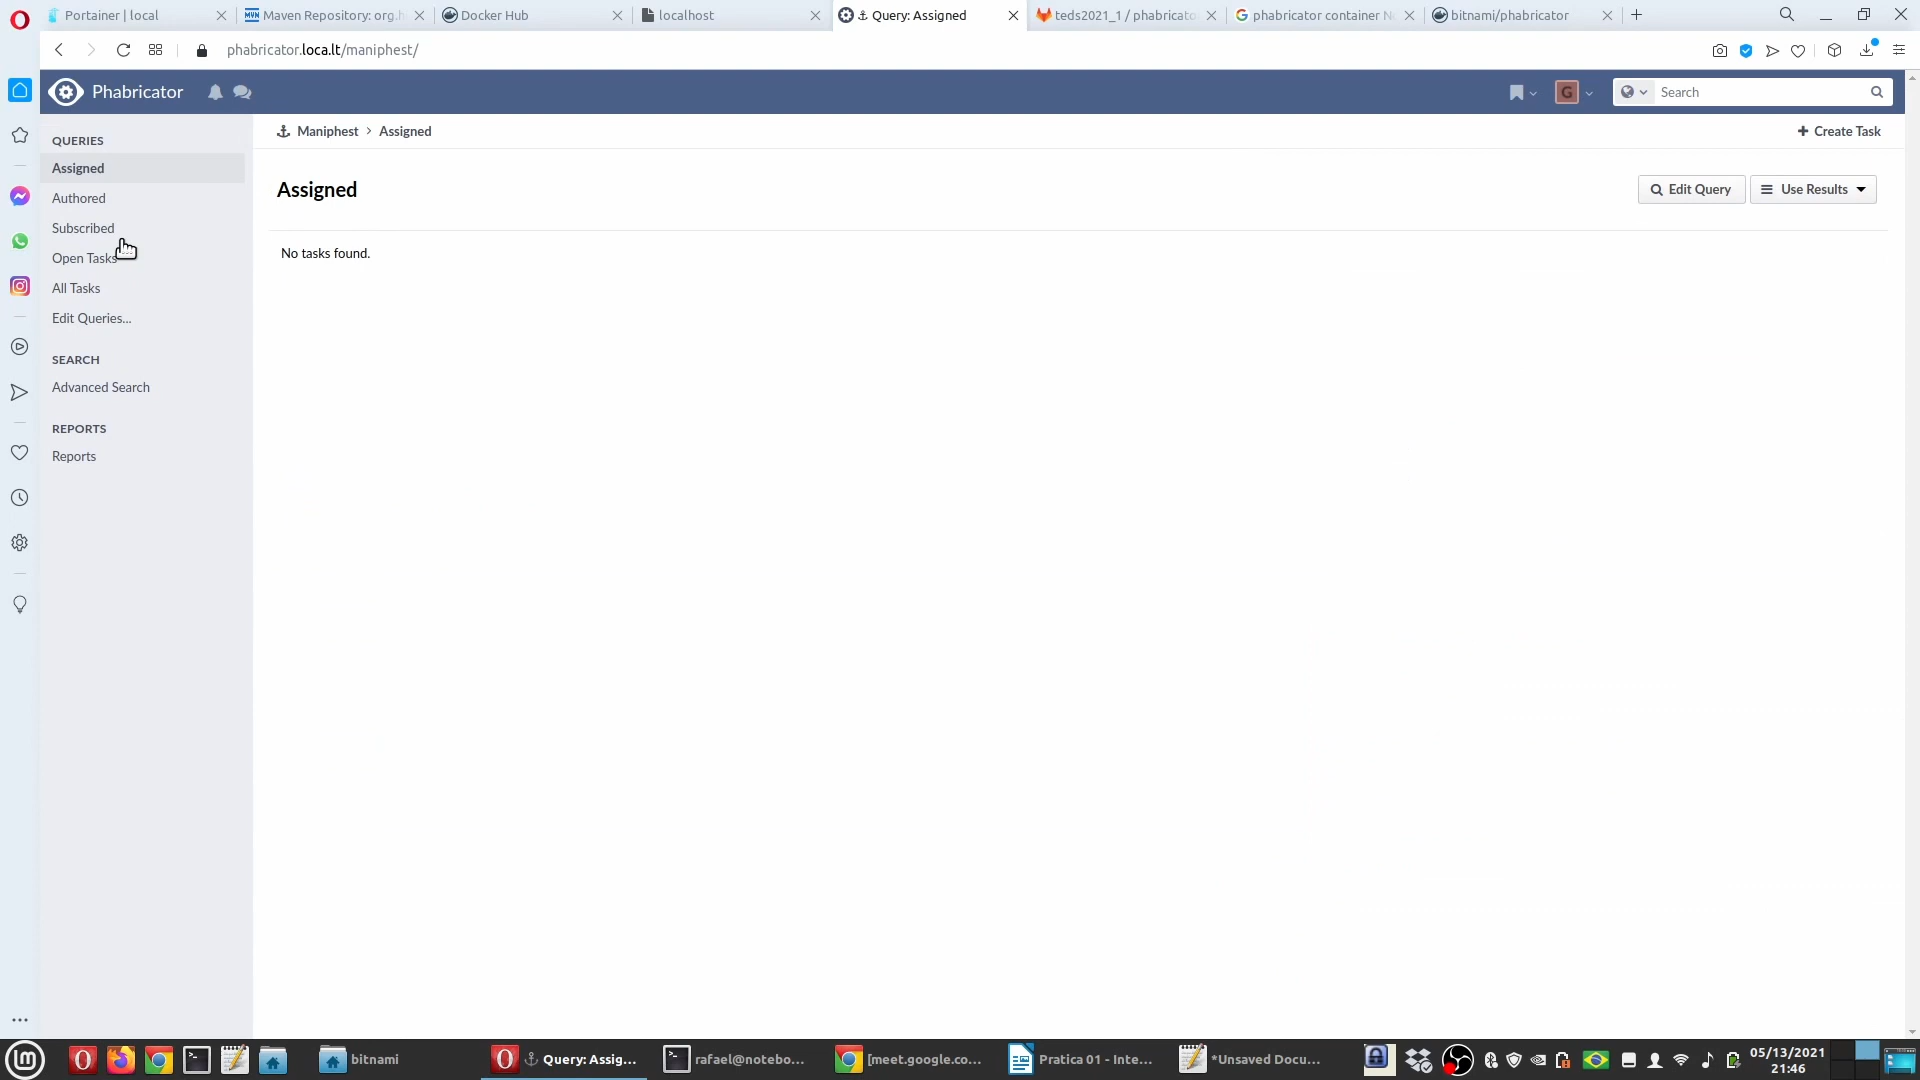 Portainer | local
Maven Repository: org.h
Docker Hub
localhost
Query: Assigned
teds2021_1 / phabricato
phabricator container N
bitnami/phabricator
phabricator.loca.lt/maniphest/
Phabricator
G
Search
QUERIES
Assigned
Authored
Subscribed
Open Tasks
All Tasks
Edit Queries...
SEARCH
Advanced Search
REPORTS
Reports
Maniphest > Assigned
+ Create Task
Assigned
Edit Query
Use Results
No tasks found.
bitnami
Query: Assig...
rafael@notebo...
[meet.google.co...
Pratica 01 - Inte...
*Unsaved Docu...
05/13/2021
21:46